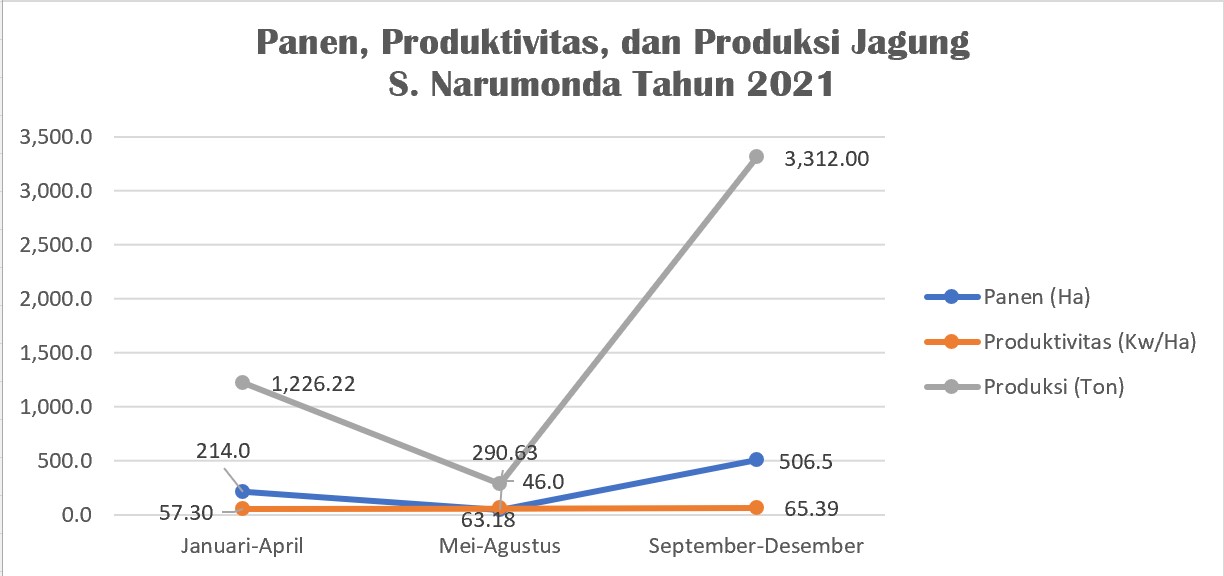 Panen, Produktivitas, dan Produksi Jagung
S. Narumonda Tahun 2021
3,500.0
3,000.0
2,500.0
2,000.0
1,500.0
1,000.0
500.0
0.0
3,312.00
1,226.22
214.0
290.63
46.0
506.5
57.30
63.18
65.39
Januari-April
Mei-Agustus
September-Desember
Panen (Ha)
Produktivitas (Kw/Ha)
Produksi (Ton)